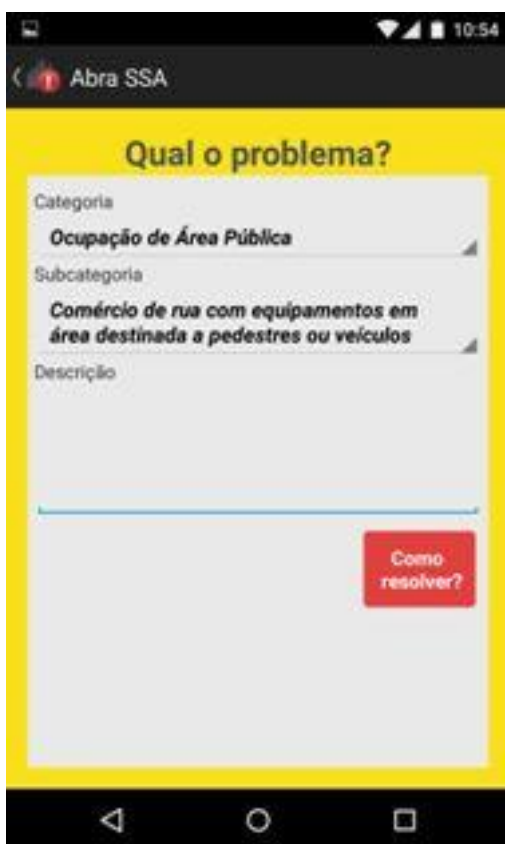 10:54
Abra SSA
Qual o problema?
Categoria
Ocupação de Área Pública
Subcategoria
Comércio de rua com equipamentos em
área destinada a pedestres ou veículos
Descrição
Como
resolver?